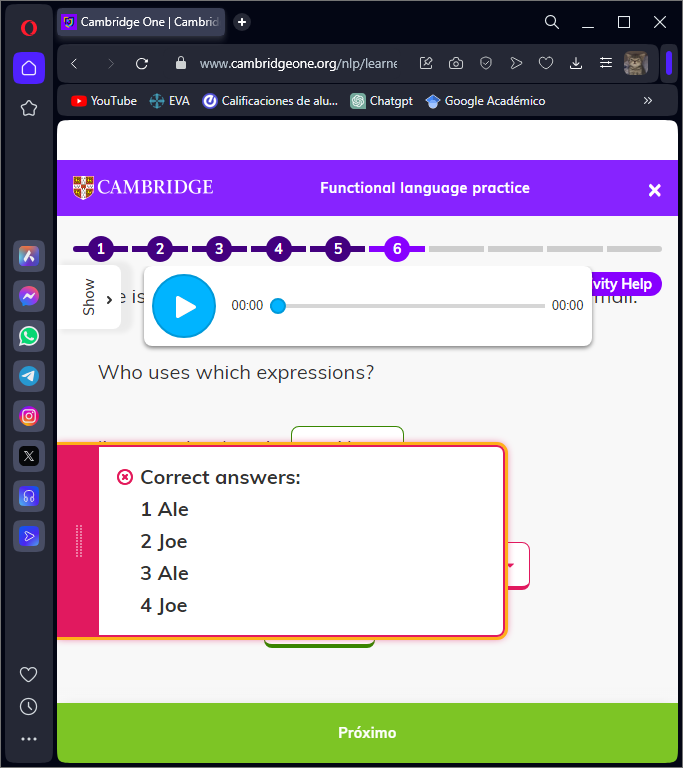 Cambridge One | Cambrid
www.cambridgeone.org/nlp/learne
YouTube
EVA
Calificaciones de alu...
Chatgpt
Google Académico
CAMBRIDGE
Functional language practice
1 2 3 4 5 6
Show
00:00
00:00
vity Help
Who uses which expressions?
Correct answers:
1 Ale
2 Joe
3 Ale
4 Joe
Próximo